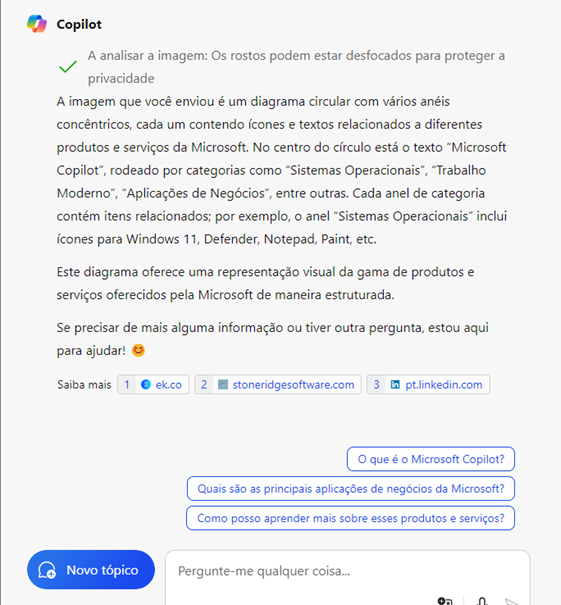 Copilot
A analisar a imagem: Os rostos podem estar desfocados para proteger a
privacidade
A imagem que você enviou é um diagrama circular com vários anéis
concêntricos, cada um contendo ícones e textos relacionados a diferentes
produtos e serviços da Microsoft. No centro do círculo está o texto “Microsoft
Copilot”, rodeado por categorias como “Sistemas Operacionais”, “Trabalho
Moderno”, “Aplicações de Negócios”, entre outras. Cada anel de categoria
contém itens relacionados; por exemplo, o anel “Sistemas Operacionais” inclui
ícones para Windows 11, Defender, Notepad, Paint, etc.
Este diagrama oferece uma representação visual da gama de produtos e
serviços oferecidos pela Microsoft de maneira estruturada.
Se precisar de mais alguma informação ou tiver outra pergunta, estou aqui
para ajudar! 😊
Saiba mais 1 ek.co 2 stoneridgesoftware.com 3 pt.linkedin.com
O que é o Microsoft Copilot?
Quais são as principais aplicações de negócios da Microsoft?
Como posso aprender mais sobre esses produtos e serviços?
Novo tópico
Pergunte-me qualquer coisa...